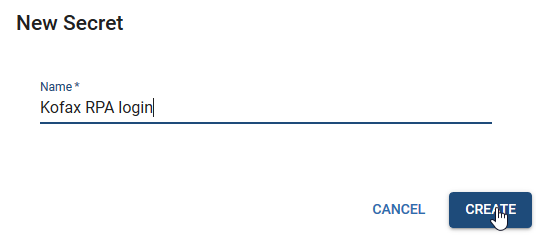 New Secret
Name *
Kofax RPA login
CANCEL
CREATE